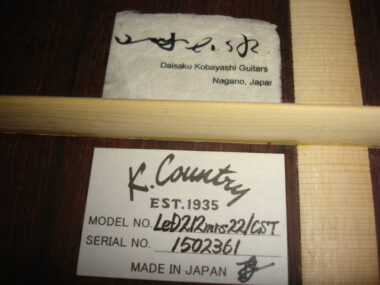 Daisaku Kobayashi Guitars
Nagano, Japan
K. Country
EST.1935
MODEL NO. LeD212mrs22/CST
SERIAL NO. 1502361
MADE IN JAPAN